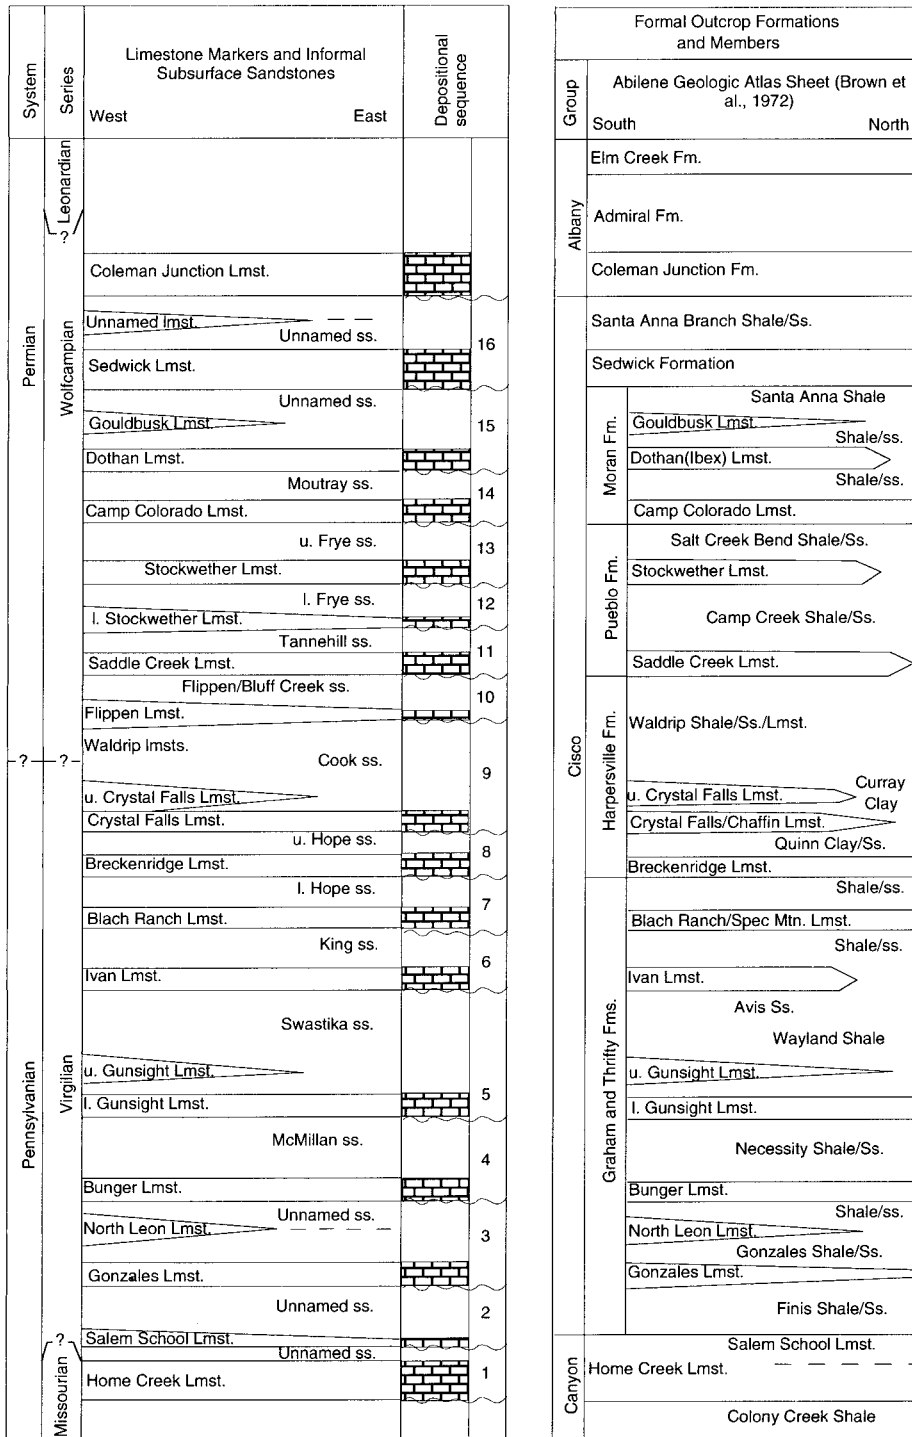 System
Series
Limestone Markers and Informal
Subsurface Sandstones
West East
Depositional
sequence
Permian
Pennsylvanian
Leonardian
?
Wolfcampian
? ?
Virgilian
?
Missourian
Coleman Junction Lmst.
Unnamed lmst.
Unnamed ss.
16
Sedwick Lmst.
Unnamed ss.
Gouldbusk Lmst.
15
Dothan Lmst.
Moutray ss.
14
Camp Colorado Lmst.
u. Frye ss.
13
Stockwether Lmst.
l. Frye ss.
12
l. Stockwether Lmst.
Tannehill ss.
11
Saddle Creek Lmst.
Flippen/Bluff Creek ss.
10
Flippen Lmst.
Waldrip lmsts.
Cook ss.
9
u. Crystal Falls Lmst.
Crystal Falls Lmst.
u. Hope ss.
8
Breckenridge Lmst.
l. Hope ss.
7
Blach Ranch Lmst.
King ss.
6
Ivan Lmst.
Swastika ss.
u. Gunsight Lmst.
5
l. Gunsight Lmst.
McMillan ss.
4
Bunger Lmst.
Unnamed ss.
North Leon Lmst.
3
Gonzales Lmst.
Unnamed ss.
2
Salem School Lmst.
Unnamed ss.
1
Home Creek Lmst.
Formal Outcrop Formations
and Members
Group
Abilene Geologic Atlas Sheet (Brown et
al., 1972)
South North
Albany
Elm Creek Fm.
Admiral Fm.
Coleman Junction Fm.
Cisco
Santa Anna Branch Shale/Ss.
Sedwick Formation
Moran Fm.
Santa Anna Shale
Gouldbusk Lmst.
Shale/ss.
Dothan(Ibex) Lmst.
Shale/ss.
Camp Colorado Lmst.
Pueblo Fm.
Salt Creek Bend Shale/Ss.
Stockwether Lmst.
Camp Creek Shale/Ss.
Saddle Creek Lmst.
Harpersville Fm.
Waldrip Shale/Ss./Lmst.
u. Crystal Falls Lmst.
Curray
Clay
Crystal Falls/Chaffin Lmst.
Quinn Clay/Ss.
Breckenridge Lmst.
Graham and Thrifty Fms.
Shale/ss.
Blach Ranch/Spec Mtn. Lmst.
Shale/ss.
Ivan Lmst.
Avis Ss.
Wayland Shale
u. Gunsight Lmst.
l. Gunsight Lmst.
Necessity Shale/Ss.
Bunger Lmst.
Shale/ss.
North Leon Lmst.
Gonzales Shale/Ss.
Gonzales Lmst.
Finis Shale/Ss.
Canyon
Salem School Lmst.
Home Creek Lmst.
Colony Creek Shale